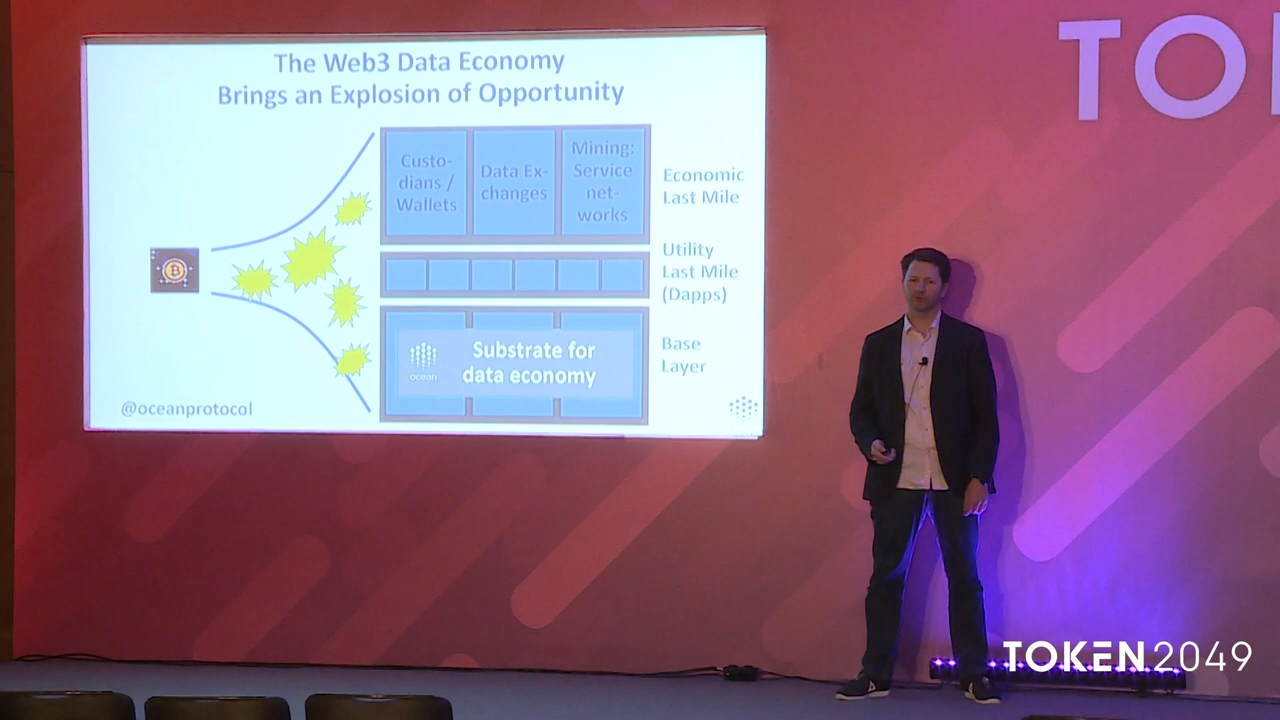 The Web3 Data Economy
Brings an Explosion of Opportunity
Custo-
dians /
Wallets
Data Ex-
changes
Mining:
Service
net-
works
Economic
Last Mile
Utility
Last Mile
(Dapps)
Substrate for
data economy
ocean
Base
Layer
@oceanprotocol
TO
TOKEN2049